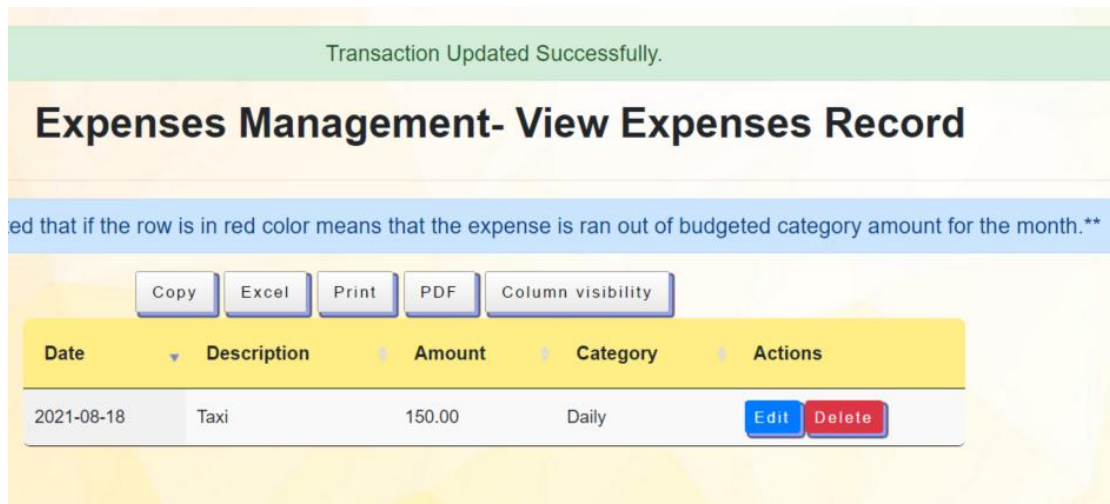 Transaction Updated Successfully.
Expenses Management- View Expenses Record
that if the row is in red color means that the expense is ran out of budgeted category amount for the month.**
Copy Excel Print PDF Column visibility
Date Description Amount Category Actions
2021-08-18 Taxi 150.00 Daily Edit Delete